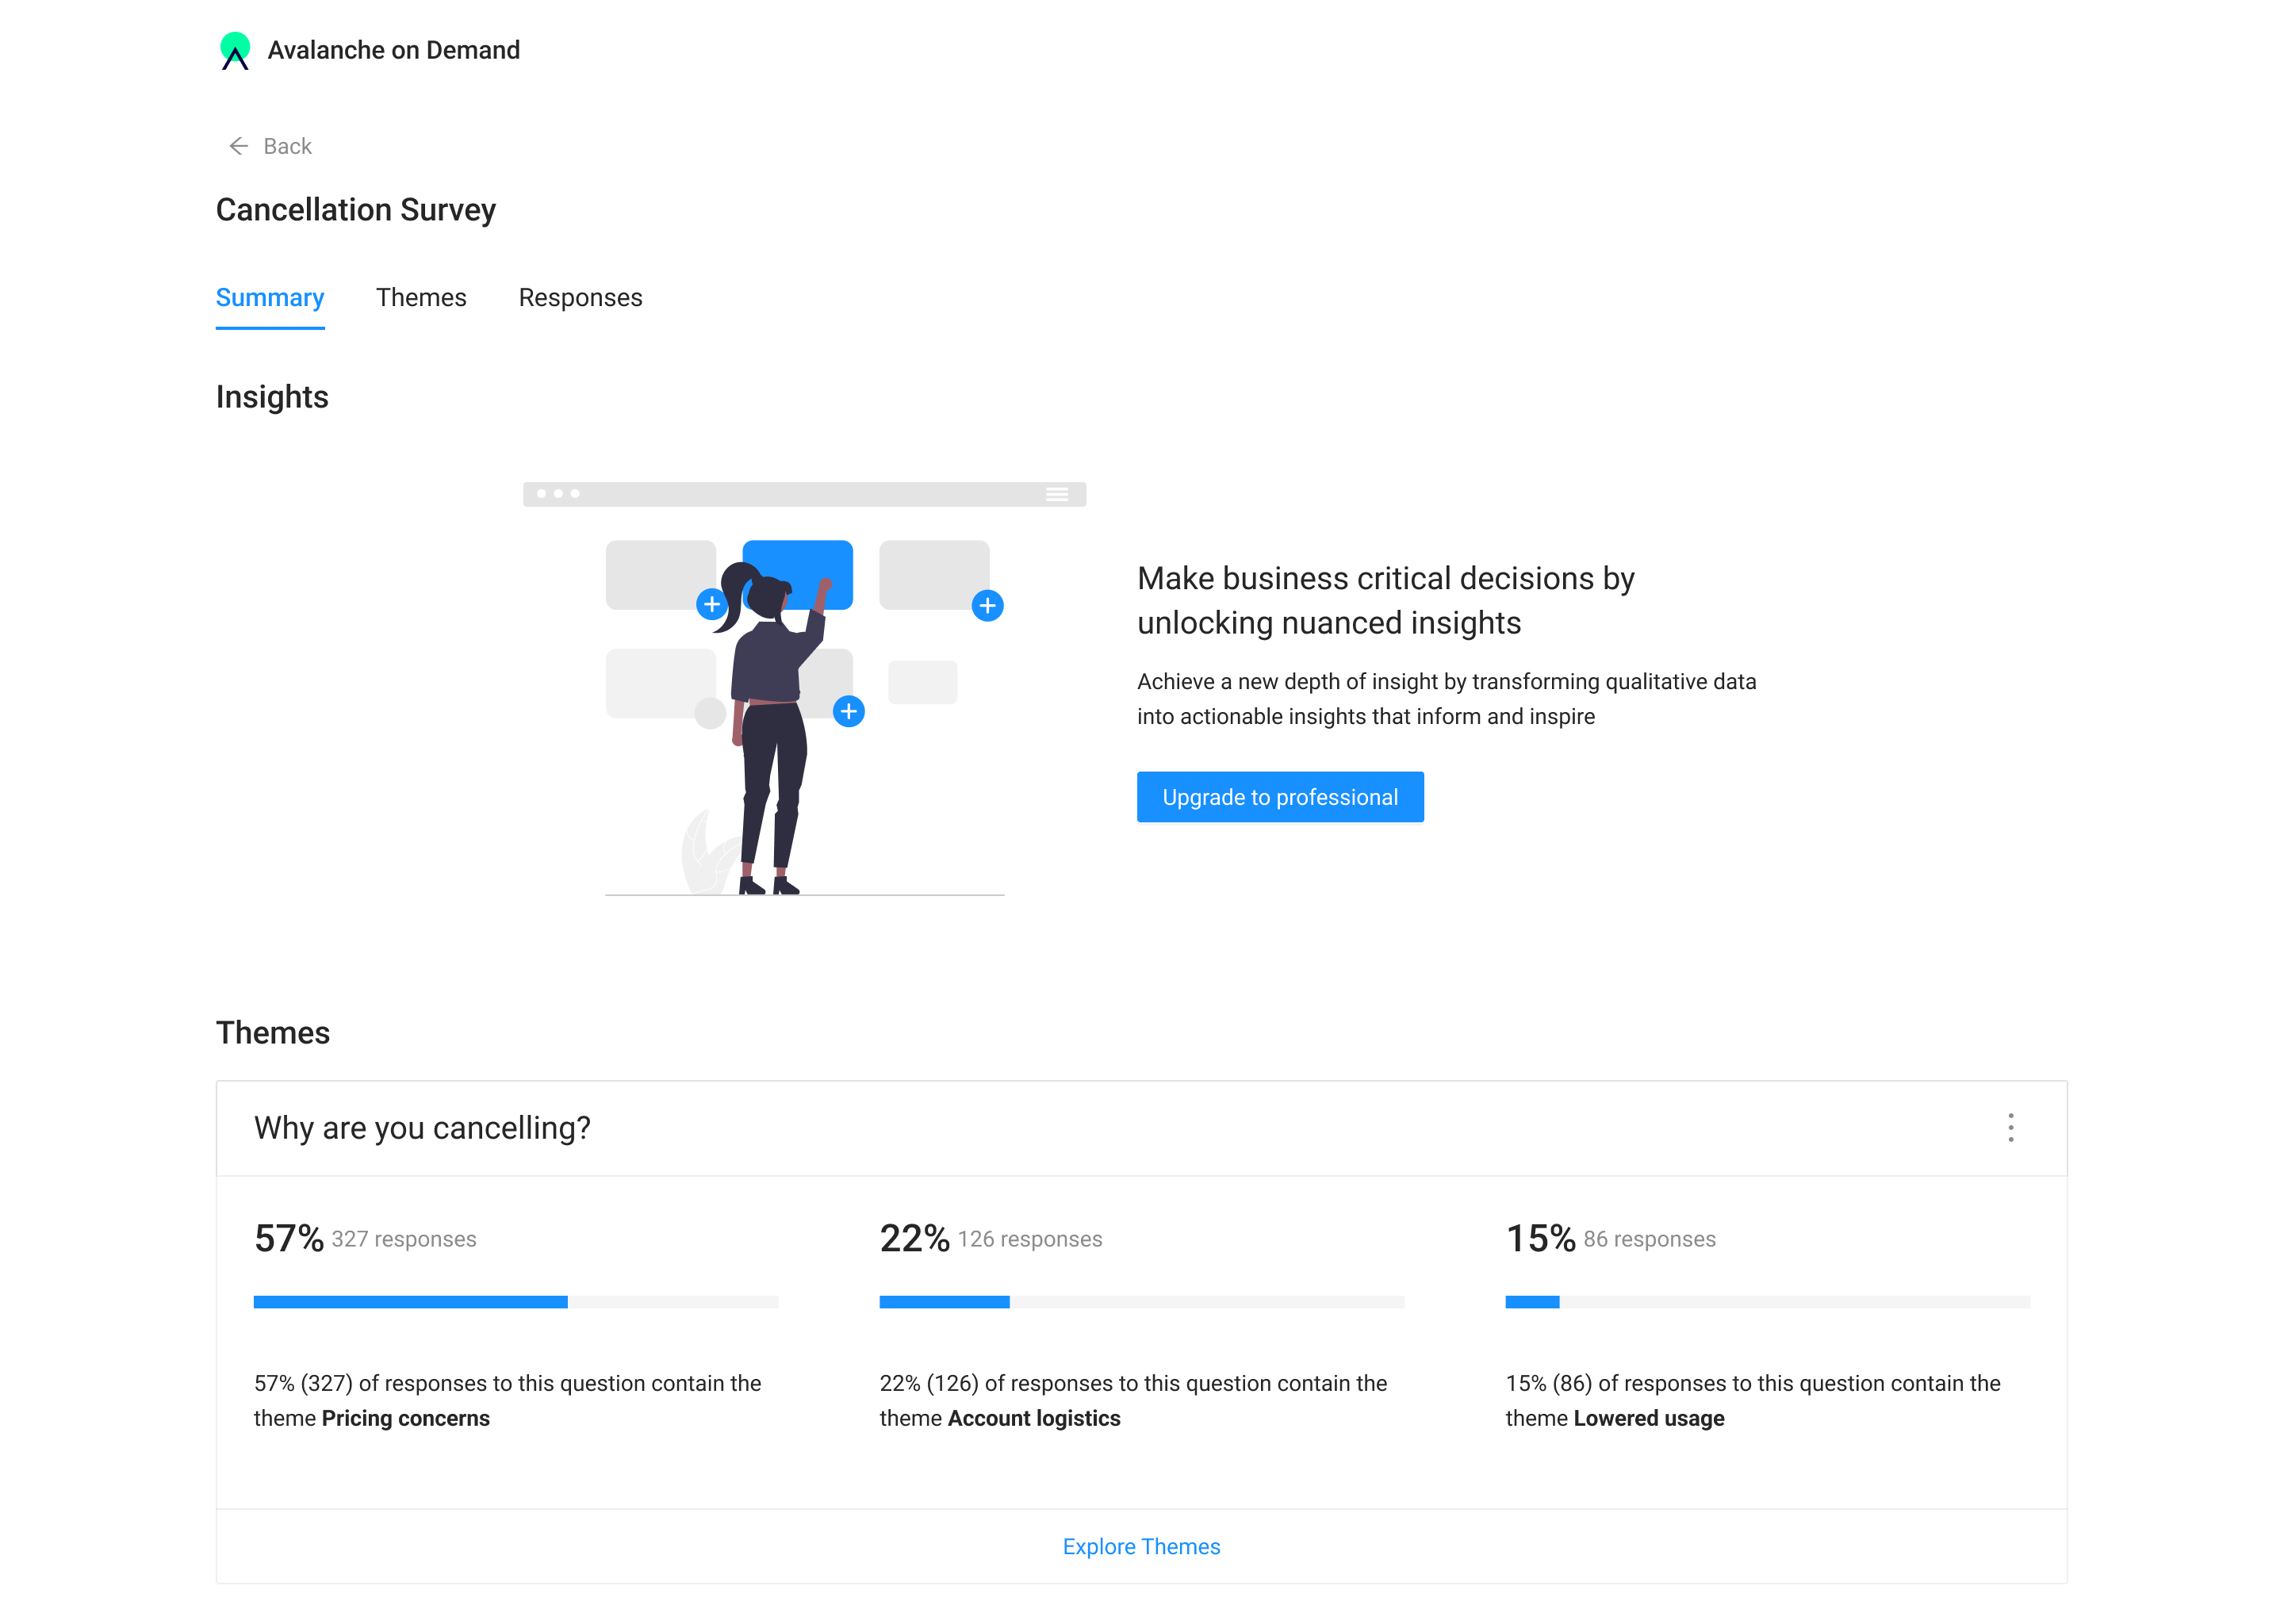 Avalanche on Demand
Back
Cancellation Survey
Summary Themes Responses
Insights
Make business critical decisions by
unlocking nuanced insights
Achieve a new depth of insight by transforming qualitative data
into actionable insights that inform and inspire
Upgrade to professional
Themes
Why are you cancelling?
57% 327 responses
57% (327) of responses to this question contain the
theme Pricing concerns
22% 126 responses
22% (126) of responses to this question contain the
theme Account logistics
15% 86 responses
15% (86) of responses to this question contain the
theme Lowered usage
Explore Themes